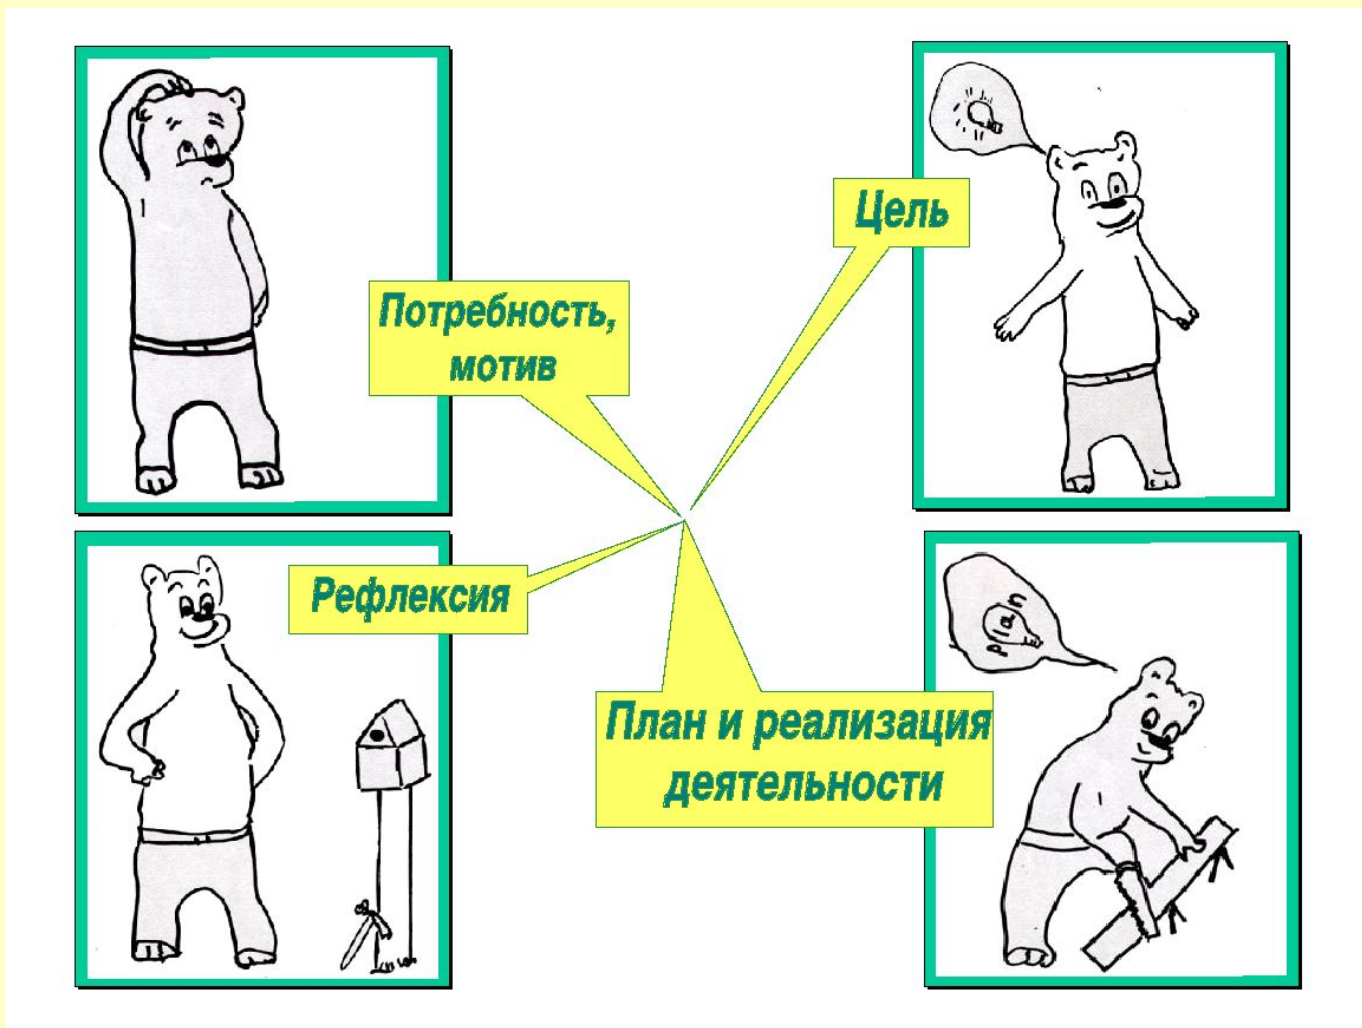 Потребность,
мотив
Цель
Рефлексия
План и реализация
деятельности
Plan